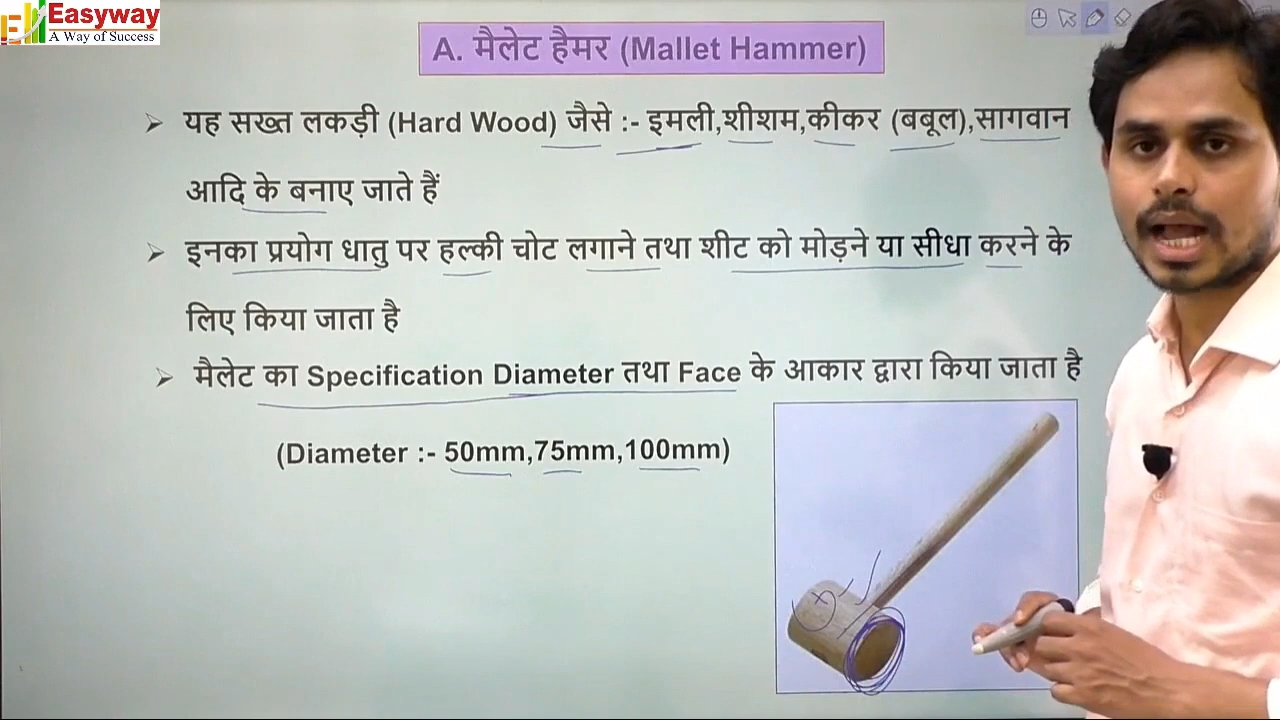 Easyway
A Way of Success
A. मैलेट हैमर (Mallet Hammer)
यह सख्त लकड़ी (Hard Wood) जैसे :- इमली,शीशम,कीकर (बबूल),सागवान
आदि के बनाए जाते हैं
इनका प्रयोग धातु पर हल्की चोट लगाने तथा शीट को मोड़ने या सीधा करने के
लिए किया जाता है
मैलेट का Specification Diameter तथा Face के आकार द्वारा किया जाता है
(Diameter :- 50mm,75mm,100mm)